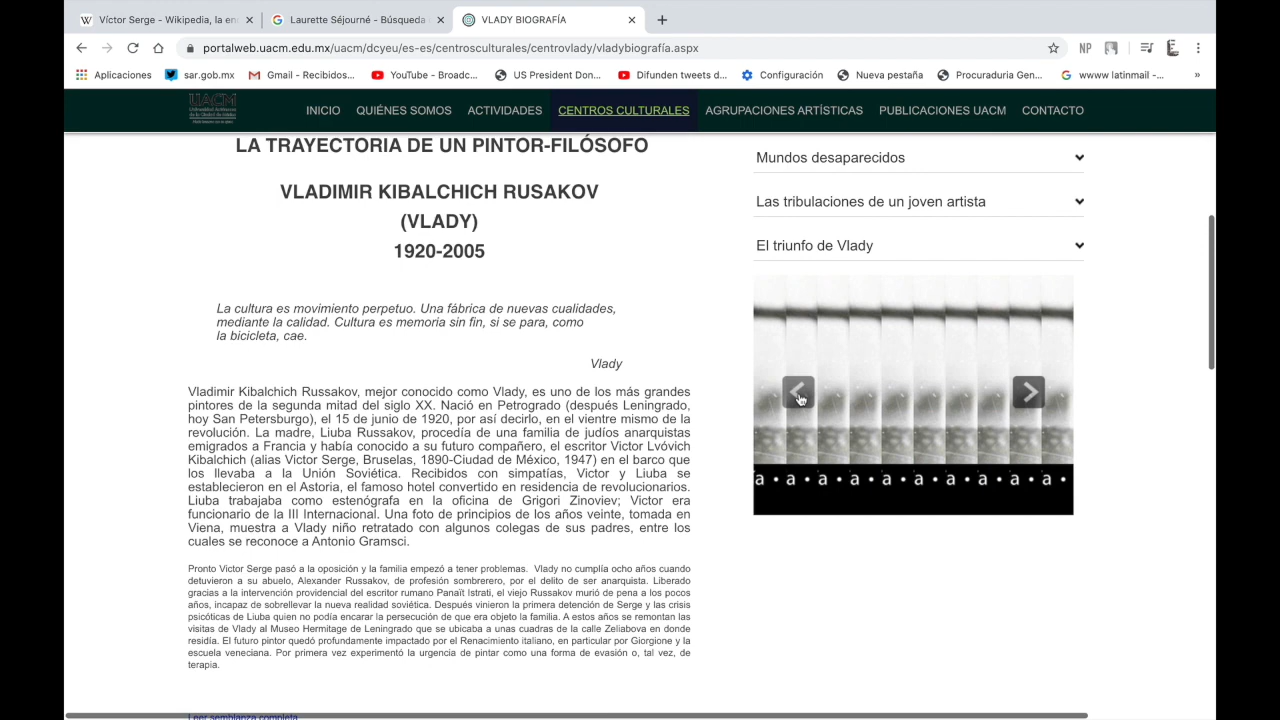 Víctor Serge - Wikipedia, la en
Laurette Séjourné - Búsqueda
VLADY BIOGRAFÍA
portalweb.uacm.edu.mx/uacm/dcyeu/es-es/centrosculturales/centrovlady/vladybiografía.aspx
NP
Aplicaciones
sar.gob.mx
Gmail - Recibidos...
YouTube - Broadc...
US President Don...
Difunden tweets d...
Configuración
Nueva pestaña
Procuraduria Gen...
wwww latinmail -...
»
UACM
INICIO
QUIÉNES SOMOS
ACTIVIDADES
CENTROS CULTURALES
AGRUPACIONES ARTÍSTICAS
PUBLICACIONES UACM
CONTACTO
LA TRAYECTORIA DE UN PINTOR-FILÓSOFO
VLADIMIR KIBALCHICH RUSAKOV
(VLADY)
1920-2005
La cultura es movimiento perpetuo. Una fábrica de nuevas cualidades,
mediante la calidad. Cultura es memoria sin fin, si se para, como
la bicicleta, cae.
Vlady
Vladimir Kibalchich Russakov, mejor conocido como Vlady, es uno de los más grandes
pintores de la segunda mitad del siglo XX. Nació en Petrogrado (después Leningrado,
hoy San Petersburgo), el 15 de junio de 1920, por así decirlo, en el vientre mismo de la
revolución. La madre, Liuba Russakov, procedía de una familia de judíos anarquistas
emigrados a Francia y había conocido a su futuro compañero, el escritor Victor Lvóvich
Kibalchich (alias Victor Serge, Bruselas, 1890-Ciudad de México, 1947) en el barco que
los llevaba a la Unión Soviética. Recibidos con simpatías, Victor y Liuba se
establecieron en el Astoria, el famoso hotel convertido en residencia de revolucionarios.
Liuba trabajaba como estenógrafa en la oficina de Grigori Zinoviev; Victor era
funcionario de la III Internacional. Una foto de principios de los años veinte, tomada en
Viena, muestra a Vlady niño retratado con algunos colegas de sus padres, entre los
cuales se reconoce a Antonio Gramsci.
Pronto Victor Serge pasó a la oposición y la familia empezó a tener problemas. Vlady no cumplía ocho años cuando
detuvieron a su abuelo, Alexander Russakov, de profesión sombrerero, por el delito de ser anarquista. Liberado
gracias a la intervención providencial del escritor rumano Panaït Istrati, el viejo Russakov murió de pena a los pocos
años, incapaz de sobrellevar la nueva realidad soviética. Después vinieron la primera detención de Serge y las crisis
psicóticas de Liuba quien no podía encarar la persecución de que era objeto la familia. A estos años se remontan las
visitas de Vlady al Museo Hermitage de Leningrado que se ubicaba a unas cuadras de la calle Zeliabova en donde
residía. El futuro pintor quedó profundamente impactado por el Renacimiento italiano, en particular por Giorgione y la
escuela veneciana. Por primera vez experimentó la urgencia de pintar como una forma de evasión o, tal vez, de
terapia.
Leer semblanza completa
Mundos desaparecidos
Las tribulaciones de un joven artista
El triunfo de Vlady
a • a • a • a • a • a • a • a • a • a •